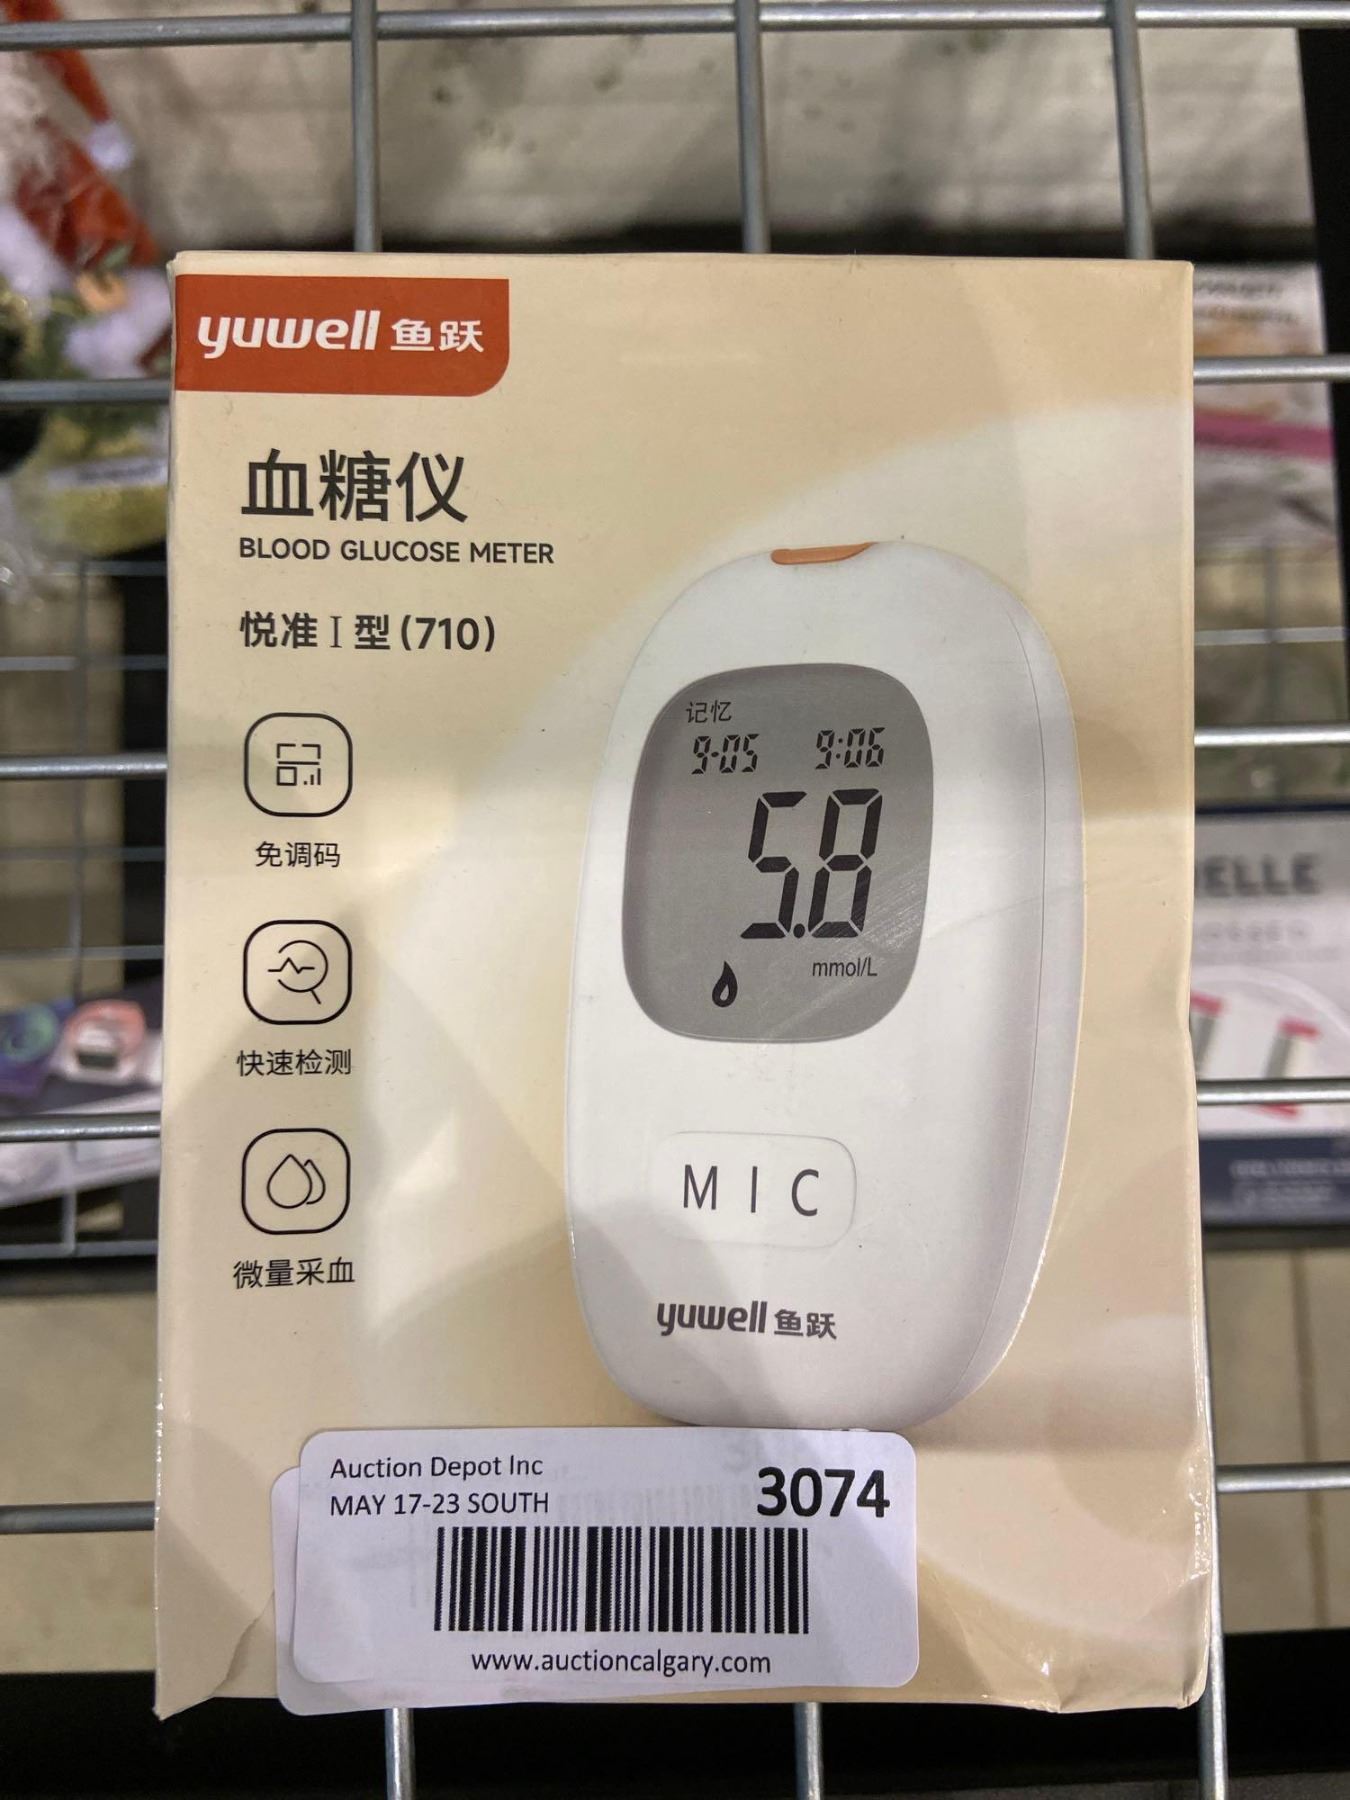 yuwell 鱼跃
血糖仪
BLOOD GLUCOSE METER
悦准 I 型 (710)
免调码
快速检测
微量采血
记忆
9-05 9:06
5.8
mmol/L
M I C
yuwell 鱼跃
Auction Depot Inc
MAY 17-23 SOUTH
3074
www.auctioncalgary.com
ELLE